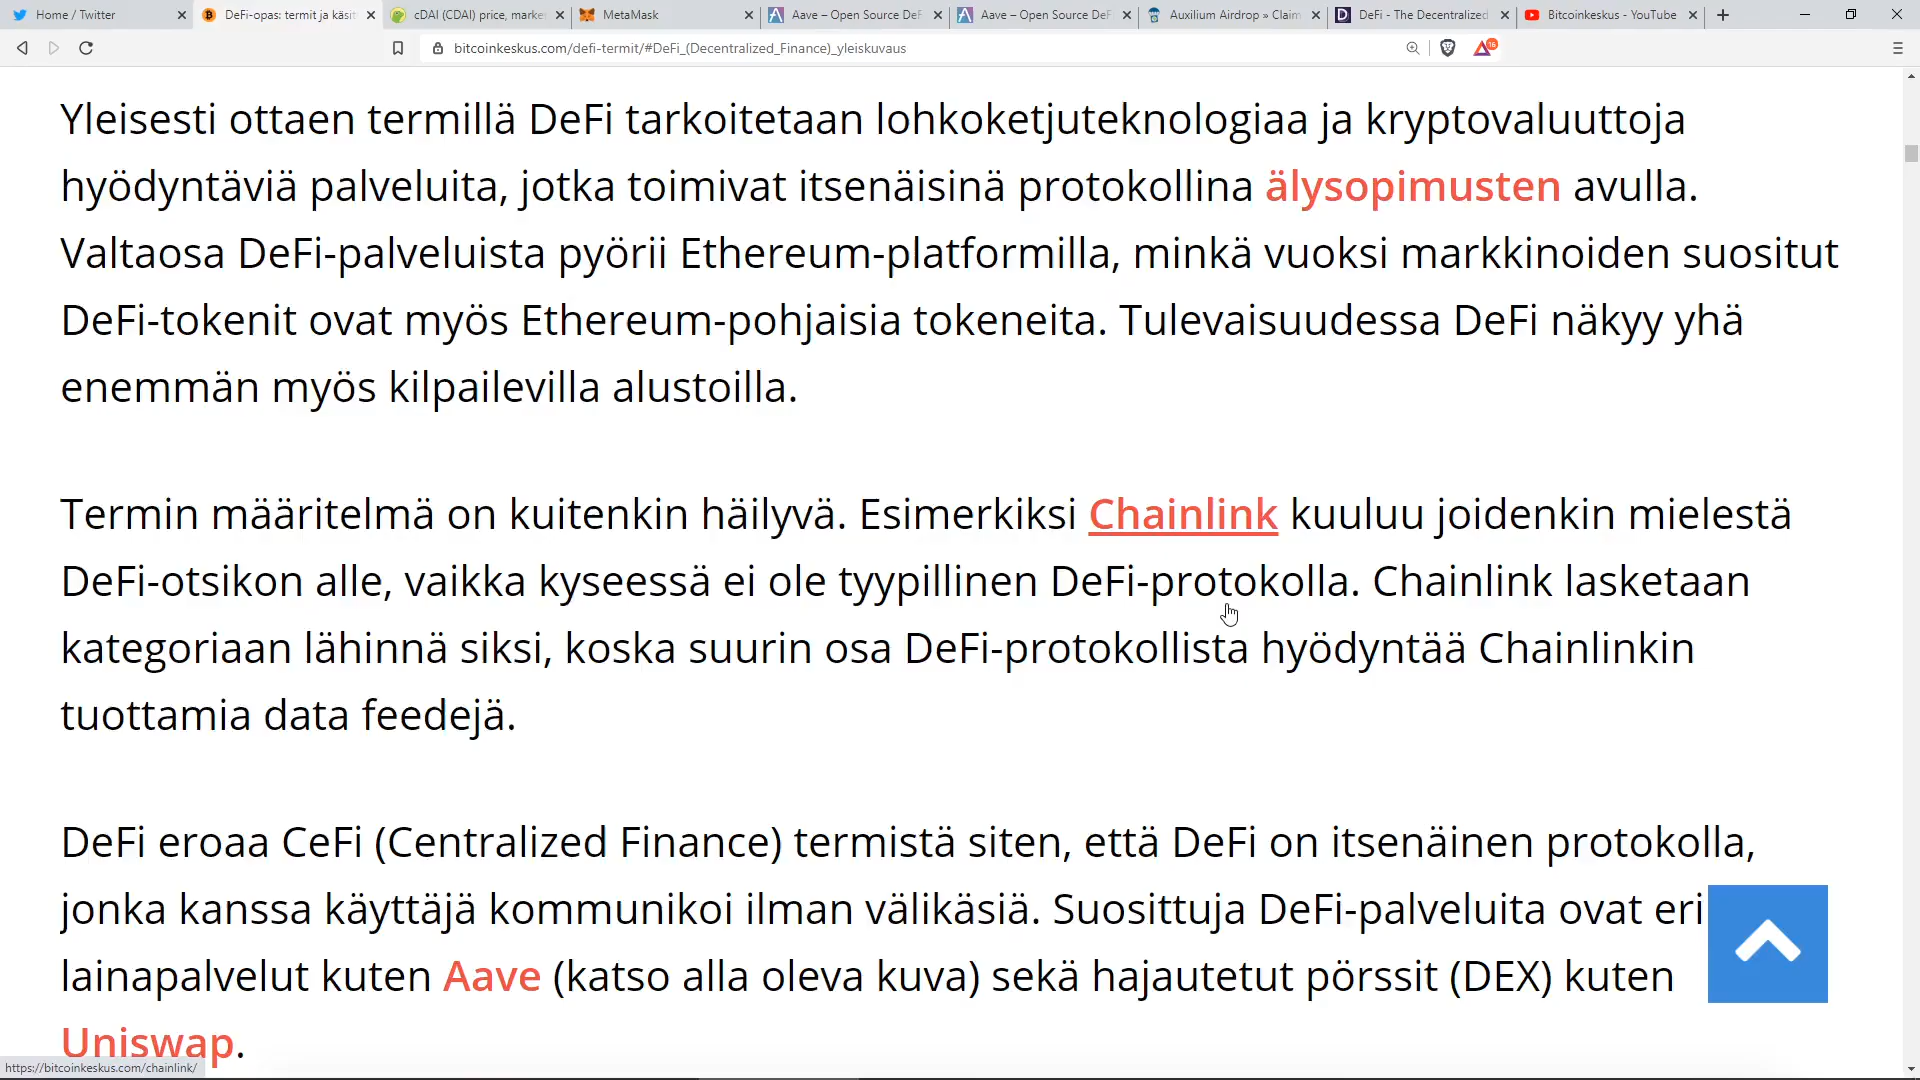 Home / Twitter
DeFi-opas: termit ja käsit
cDAI (CDAI) price, marke
MetaMask
Aave – Open Source DeF
Aave – Open Source DeF
Auxilium Airdrop » Claim
DeFi - The Decentralized
Bitcoinkeskus - YouTube
bitcoinkeskus.com/defi-termit/#DeFi_(Decentralized_Finance)_yleiskuvaus
16
Yleisesti ottaen termillä DeFi tarkoitetaan lohkoketjuteknologiaa ja kryptovaluuttoja
hyödyntäviä palveluita, jotka toimivat itsenäisinä protokollina älysopimusten avulla.
Valtaosa DeFi-palveluista pyörii Ethereum-platformilla, minkä vuoksi markkinoiden suositut
DeFi-tokenit ovat myös Ethereum-pohjaisia tokeneita. Tulevaisuudessa DeFi näkyy yhä
enemmän myös kilpailevilla alustoilla.
Termin määritelmä on kuitenkin häilyvä. Esimerkiksi Chainlink kuuluu joidenkin mielestä
DeFi-otsikon alle, vaikka kyseessä ei ole tyypillinen DeFi-protokolla. Chainlink lasketaan
kategoriaan lähinnä siksi, koska suurin osa DeFi-protokollista hyödyntää Chainlinkin
tuottamia data feedejä.
DeFi eroaa CeFi (Centralized Finance) termistä siten, että DeFi on itsenäinen protokolla,
jonka kanssa käyttäjä kommunikoi ilman välikäsiä. Suosittuja DeFi-palveluita ovat eri
lainapalvelut kuten Aave (katso alla oleva kuva) sekä hajautetut pörssit (DEX) kuten
Uniswap.
https://bitcoinkeskus.com/chainlink/